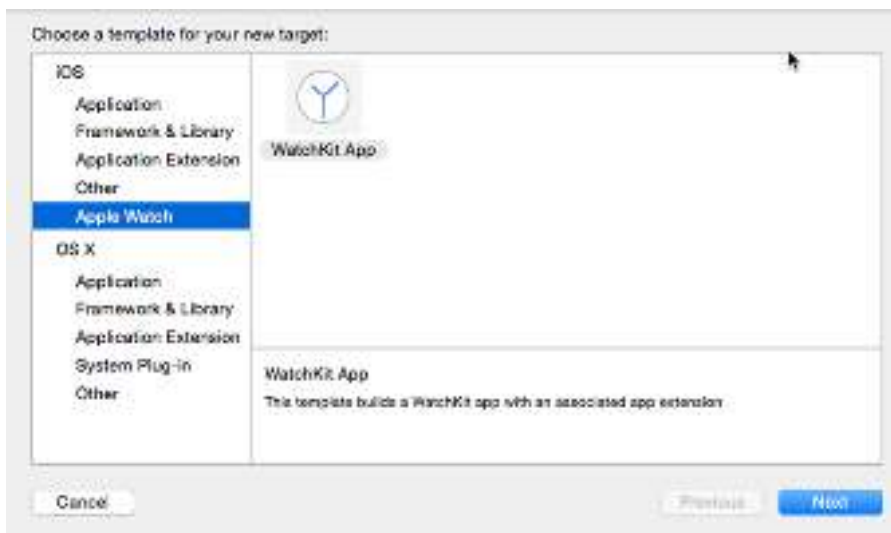 Choose a template for your new target:
iOS
Application
Framework & Library
Application Extension
Other
Apple Watch
OS X
Application
Framework & Library
Application Extension
System Plug-in
Other
WatchKit App
WatchKit App
This template builds a WatchKit app with an associated app extension
Cancel
Previous
Next